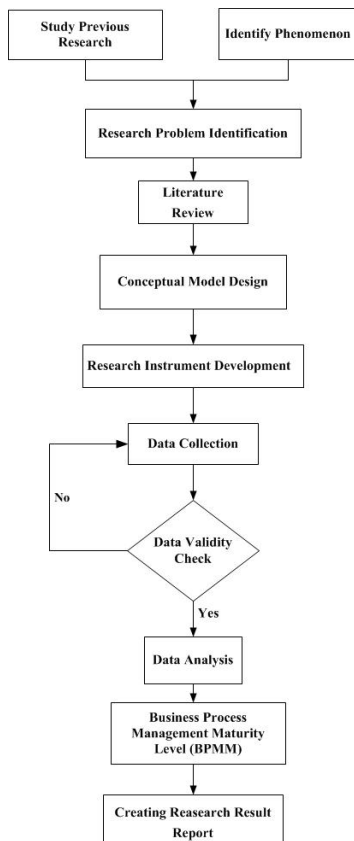 Study Previous
Research
Identify Phenomenon
Research Problem Identification
Literature
Review
Conceptual Model Design
Research Instrument Development
Data Collection
No
Data Validity
Check
Yes
Data Analysis
Business Process
Management Maturity
Level (BPMM)
Creating Reasearch Result
Report